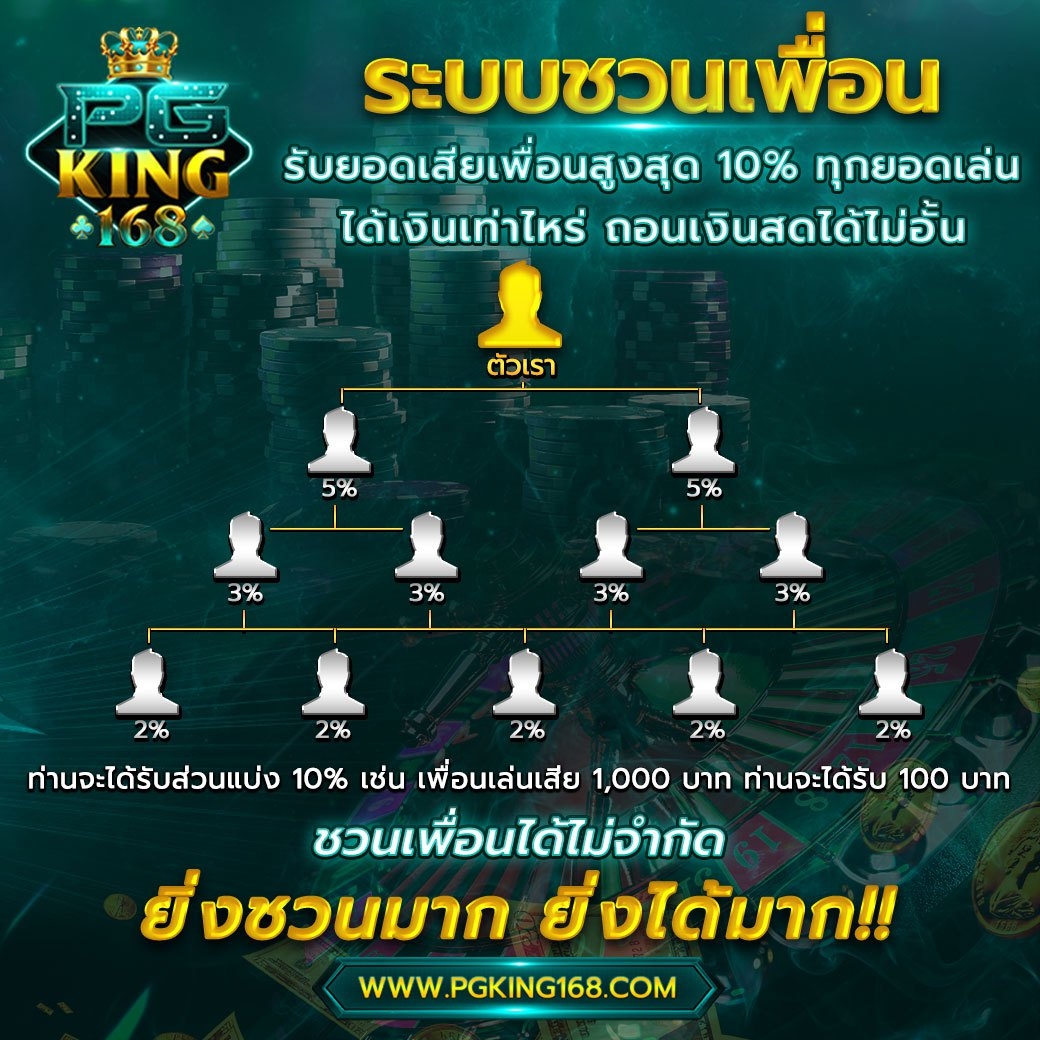 PG
KING
168
ระบบชวนเพื่อน
รับยอดเสียเพื่อนสูงสุด 10% ทุกยอดเล่น
ได้เงินเท่าไหร่ ถอนเงินสดได้ไม่อั้น
ตัวเรา
5% 5%
3% 3% 3% 3%
2% 2% 2% 2% 2%
ท่านจะได้รับส่วนแบ่ง 10% เช่น เพื่อนเล่นเสีย 1,000 บาท ท่านจะได้รับ 100 บาท
ชวนเพื่อนได้ไม่จำกัด
ยิ่งชวนมาก ยิ่งได้มาก!!
WWW.PGKING168.COM